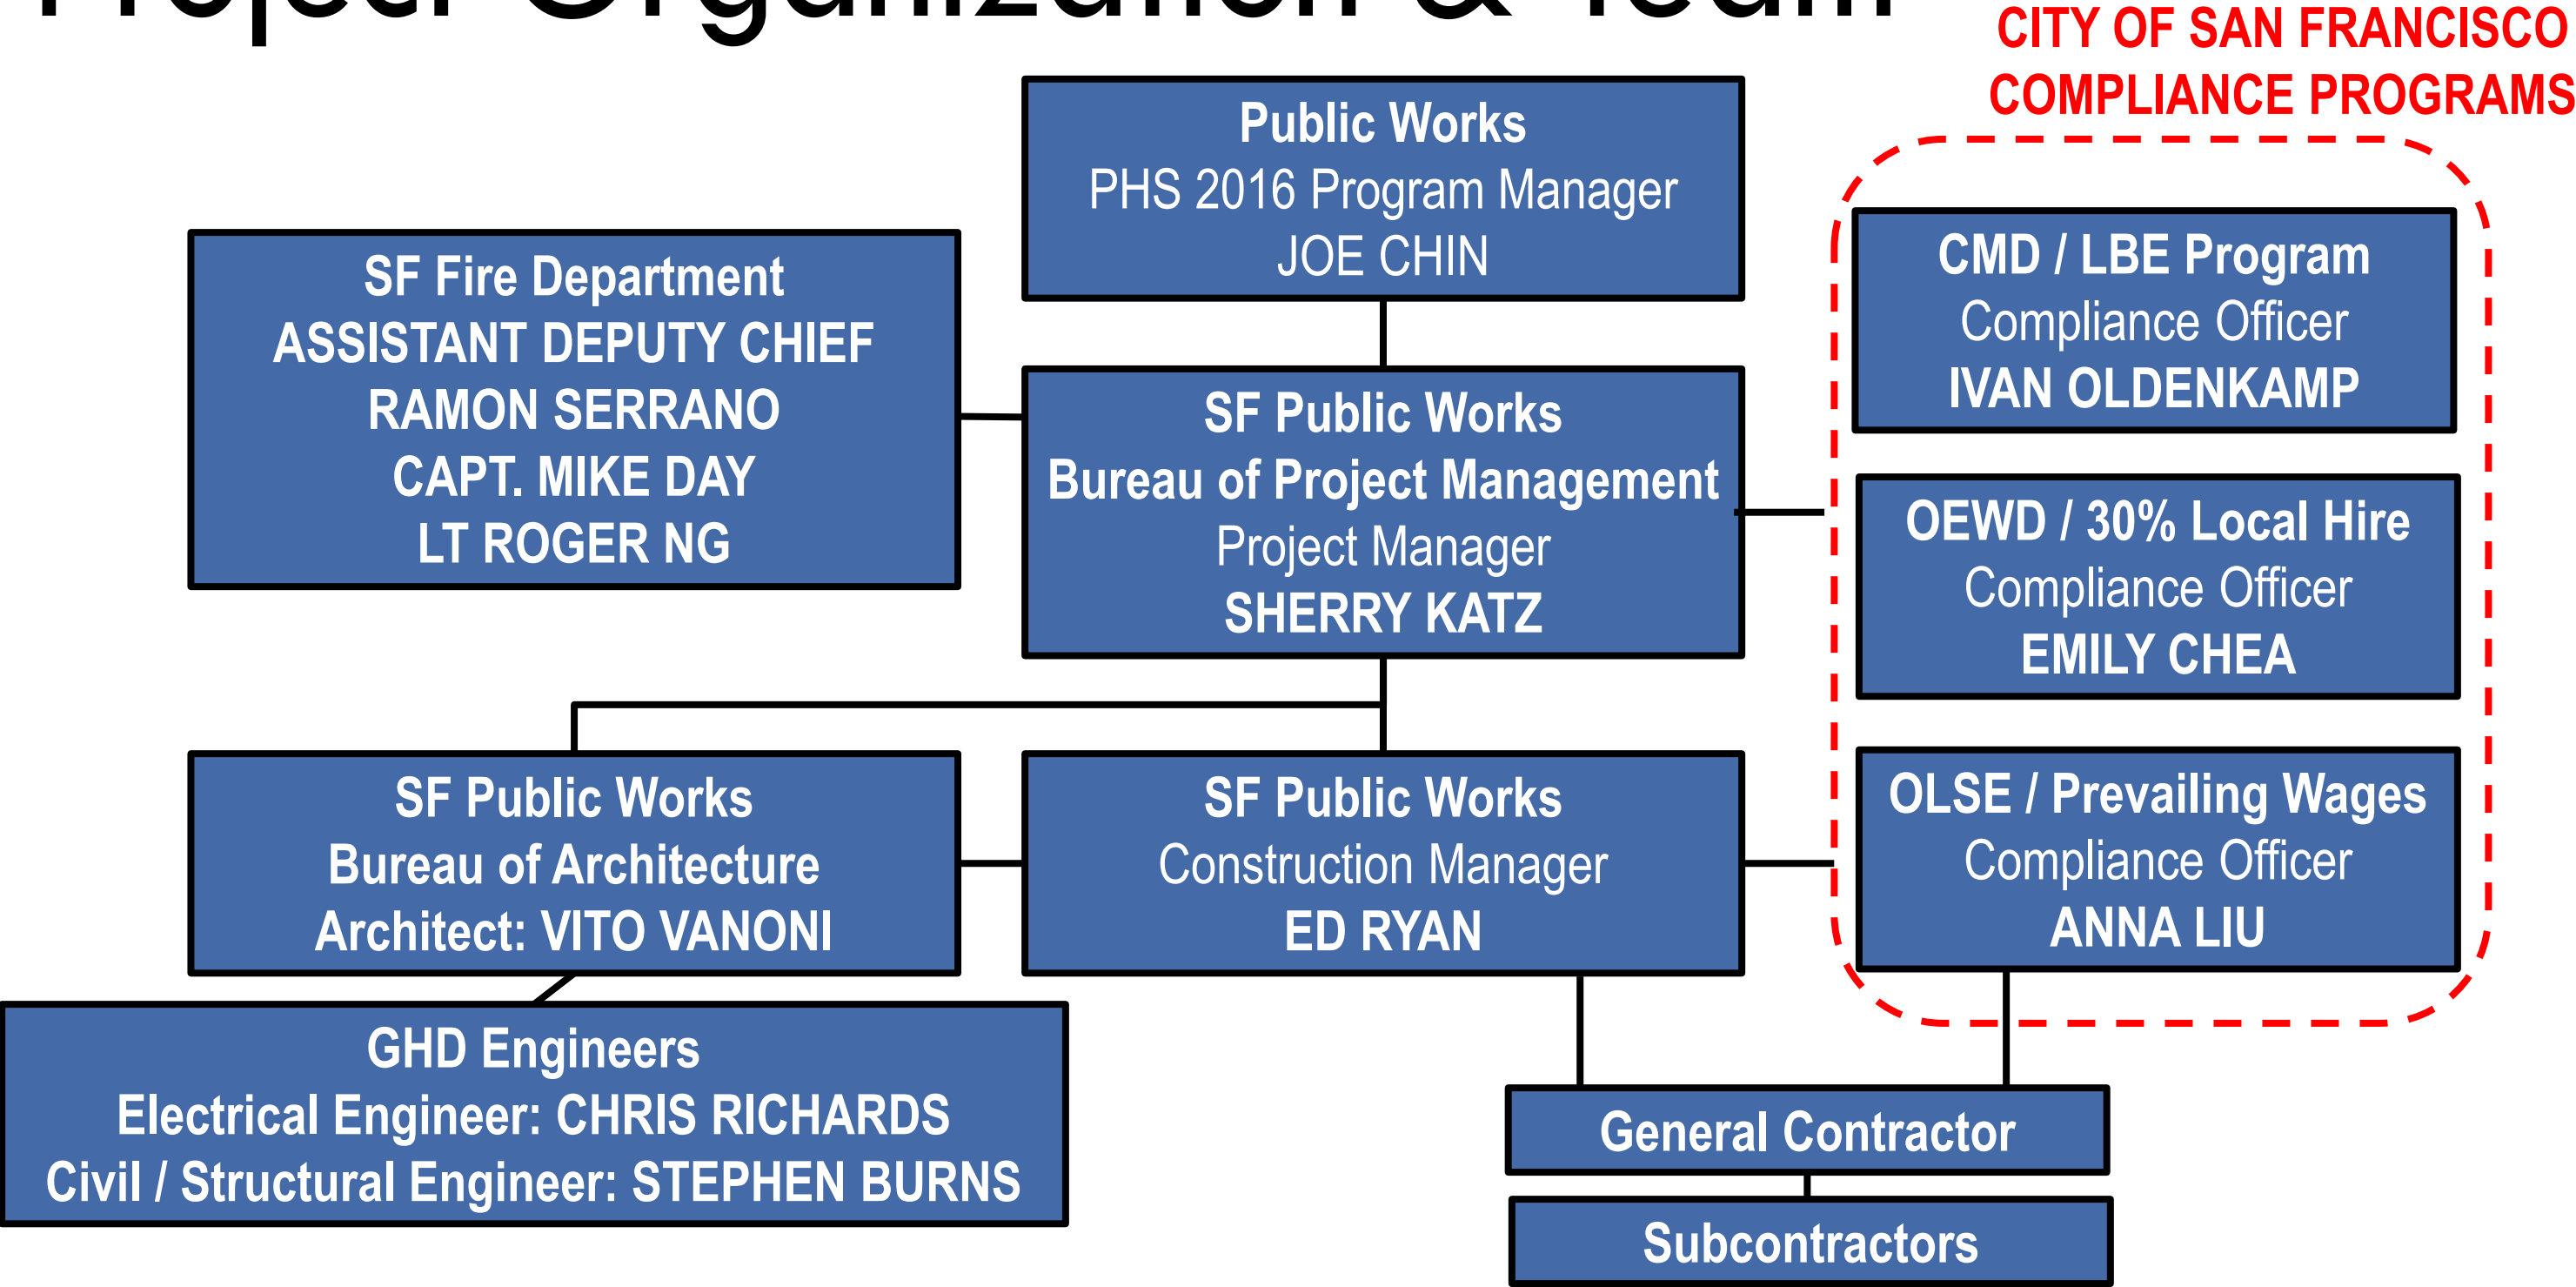 Project Organization & Team
CITY OF SAN FRANCISCO
COMPLIANCE PROGRAMS
Public Works
PHS 2016 Program Manager
JOE CHIN
SF Fire Department
ASSISTANT DEPUTY CHIEF
RAMON SERRANO
CAPT. MIKE DAY
LT ROGER NG
SF Public Works
Bureau of Project Management
Project Manager
SHERRY KATZ
CMD / LBE Program
Compliance Officer
IVAN OLDENKAMP
OEWD / 30% Local Hire
Compliance Officer
EMILY CHEA
SF Public Works
Bureau of Architecture
Architect: VITO VANONI
SF Public Works
Construction Manager
ED RYAN
OLSE / Prevailing Wages
Compliance Officer
ANNA LIU
GHD Engineers
Electrical Engineer: CHRIS RICHARDS
Civil / Structural Engineer: STEPHEN BURNS
General Contractor
Subcontractors